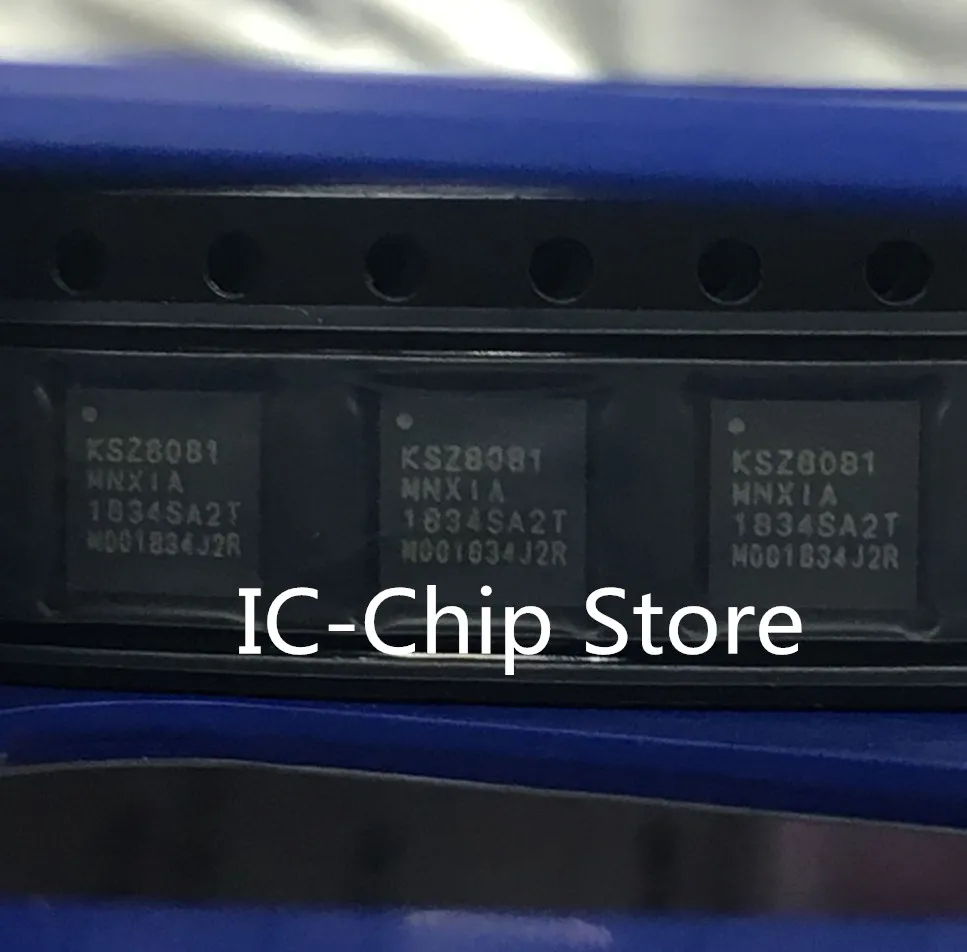 KSZ8081
MNXIA
1834SA2T
M001834J2R
KSZ8081
MNXIA
1834SA2T
M001834J2R
KSZ8081
MNXIA
1834SA2T
M001834J2R
IC-Chip Store